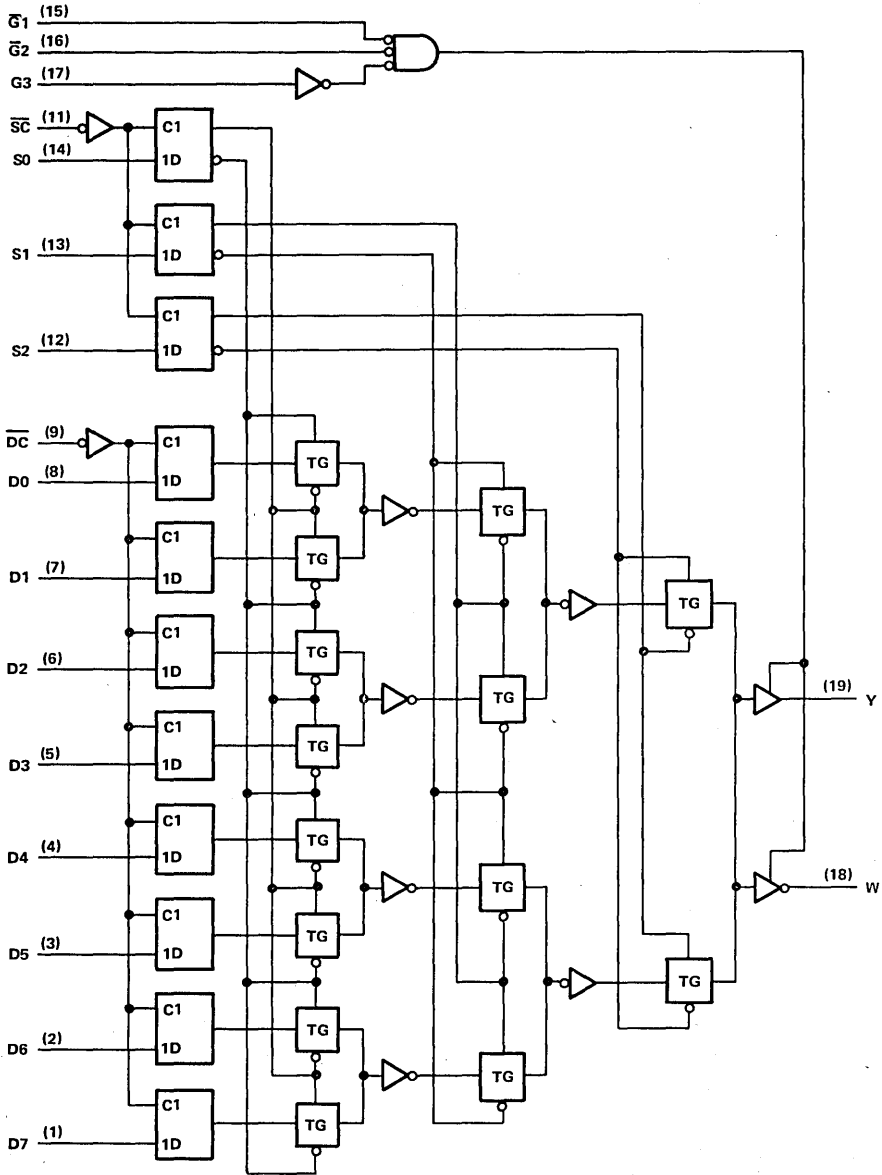 G̅1 (15)
G̅2 (16)
G3 (17)
S̅C̅ (11)
C1
S0 (14)
1D
C1
S1 (13)
1D
C1
S2 (12)
1D
D̅C̅ (9)
C1
TG
D0 (8)
1D
TG
C1
TG
D1 (7)
1D
TG
C1
TG
D2 (6)
1D
(19)
Y
TG
C1
TG
D3 (5)
1D
C1
TG
D4 (4)
1D
(18)
W
TG
C1
TG
D5 (3)
1D
TG
C1
TG
D6 (2)
1D
TG
C1
TG
D7 (1)
1D